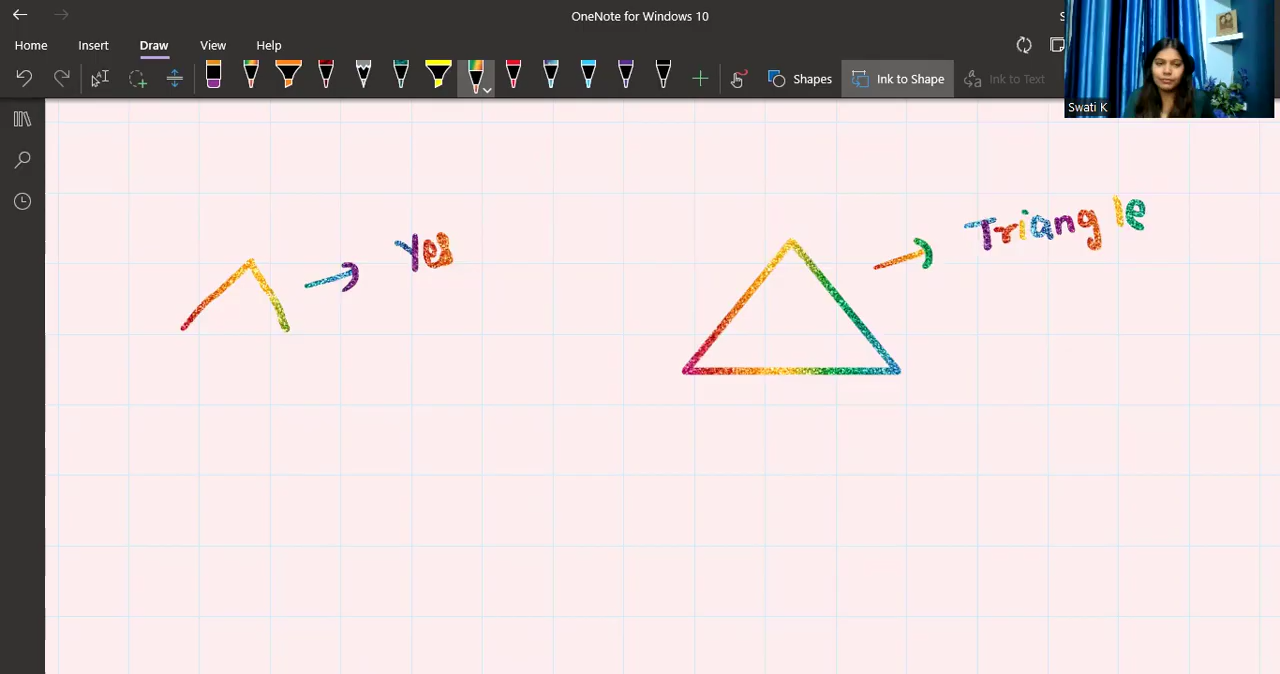 OneNote for Windows 10
S
Home Insert Draw View Help
Shapes Ink to Shape Ink to Text
Swati K
Yes
Triangle